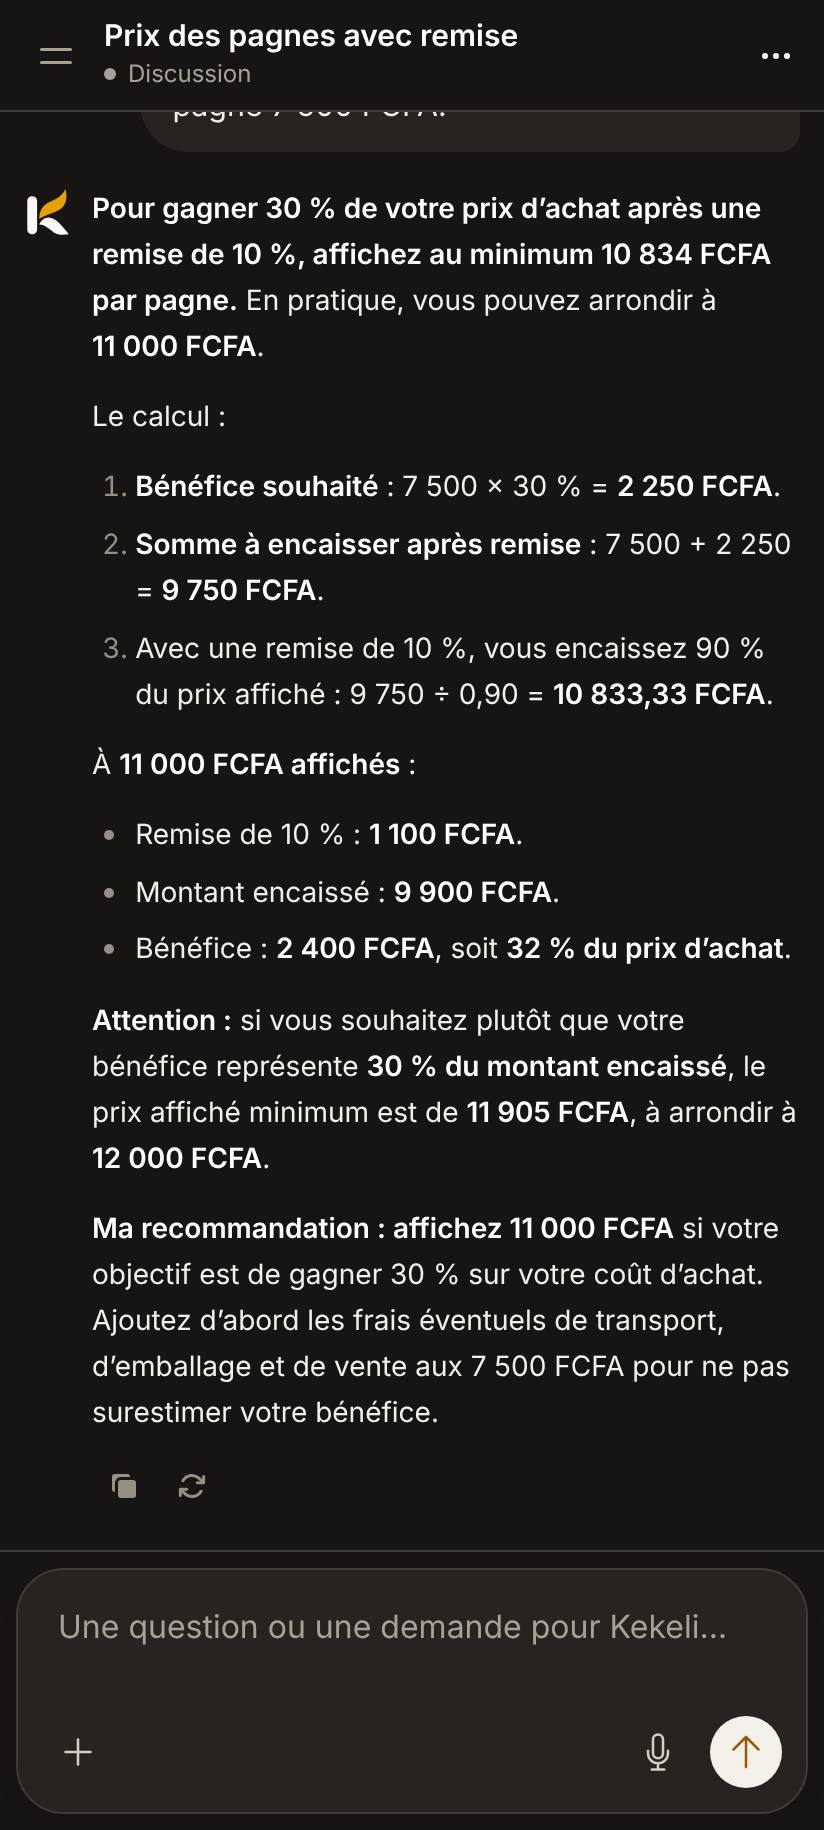 Prix des pagnes avec remise
Discussion
Pour gagner 30 % de votre prix d’achat après une
remise de 10 %, affichez au minimum 10 834 FCFA
par pagne. En pratique, vous pouvez arrondir à
11 000 FCFA.
Le calcul :
1. Bénéfice souhaité : 7 500 × 30 % = 2 250 FCFA.
2. Somme à encaisser après remise : 7 500 + 2 250
= 9 750 FCFA.
3. Avec une remise de 10 %, vous encaissez 90 %
du prix affiché : 9 750 ÷ 0,90 = 10 833,33 FCFA.
À 11 000 FCFA affichés :
• Remise de 10 % : 1 100 FCFA.
• Montant encaissé : 9 900 FCFA.
• Bénéfice : 2 400 FCFA, soit 32 % du prix d’achat.
Attention : si vous souhaitez plutôt que votre
bénéfice représente 30 % du montant encaissé, le
prix affiché minimum est de 11 905 FCFA, à arrondir à
12 000 FCFA.
Ma recommandation : affichez 11 000 FCFA si votre
objectif est de gagner 30 % sur votre coût d’achat.
Ajoutez d’abord les frais éventuels de transport,
d’emballage et de vente aux 7 500 FCFA pour ne pas
surestimer votre bénéfice.
Une question ou une demande pour Kekeli...